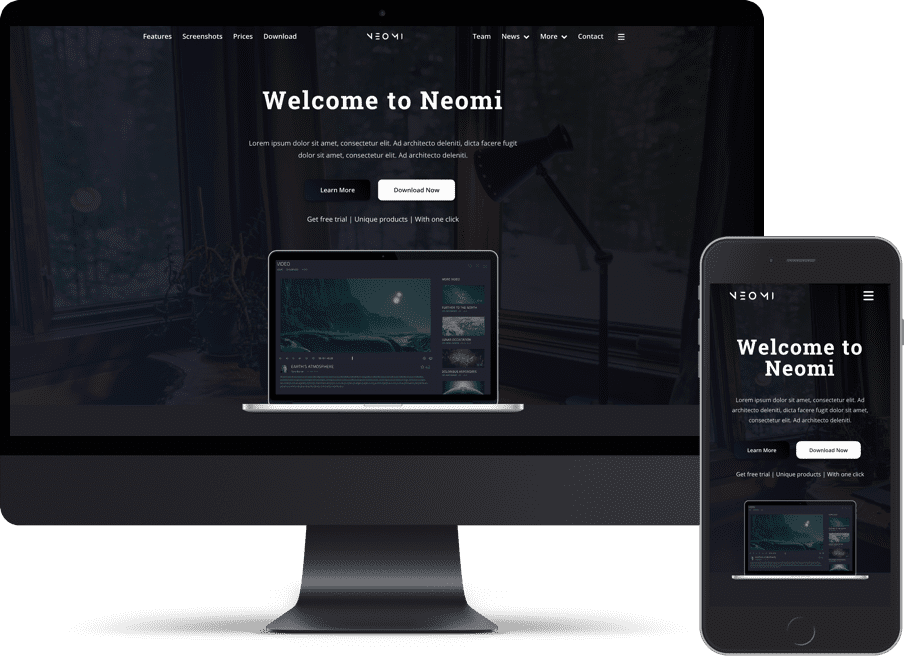 Features Screenshots Prices Download NEOMI Team News More Contact
Welcome to Neomi
Lorem ipsum dolor sit amet, consectetur elit. Ad architecto deleniti, dicta facere fugit
dolor sit amet, consectetur elit. Ad architecto deleniti.
Learn More Download Now
Get free trial | Unique products | With one click
VIDEO
EARTH'S ATMOSPHERE
NEOMI
Welcome to
Neomi
Lorem ipsum dolor sit amet, consectetur elit. Ad
architecto deleniti, dicta facere fugit dolor sit amet,
consectetur elit. Ad architecto deleniti.
Learn More Download Now
Get free trial | Unique products | With one click